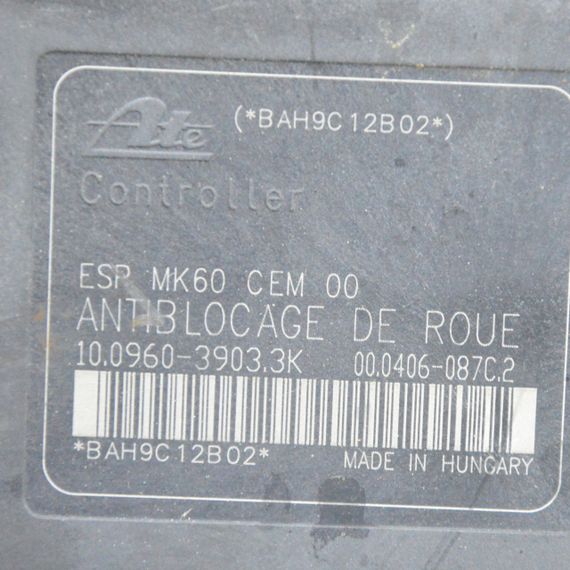 Ate (*BAH9C12B02*)
Controller
ESP MK60 CEM 00
ANTIBLOCAGE DE ROUE
10.0960-3903.3K 00.0406-087C.2
*BAH9C12B02* MADE IN HUNGARY